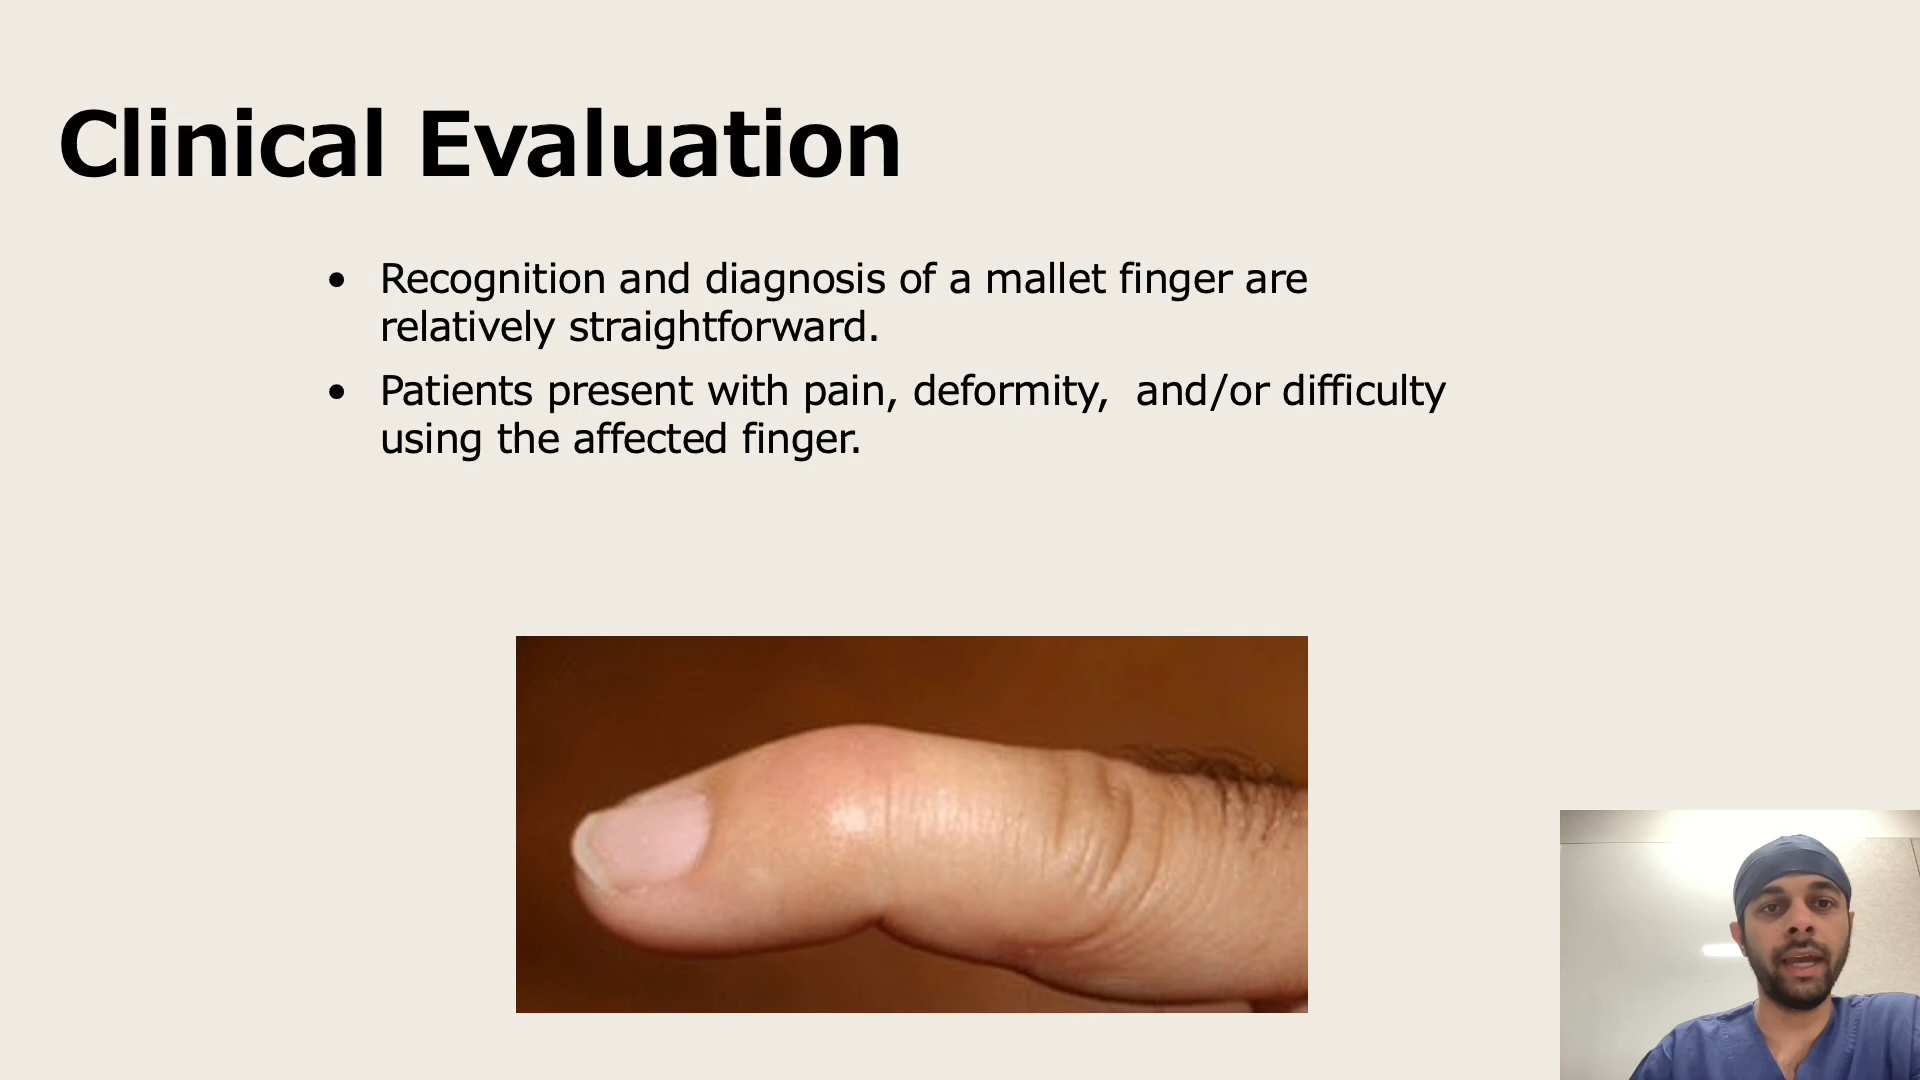 Clinical Evaluation
• Recognition and diagnosis of a mallet finger are
relatively straightforward.
• Patients present with pain, deformity,  and/or difficulty
using the affected finger.